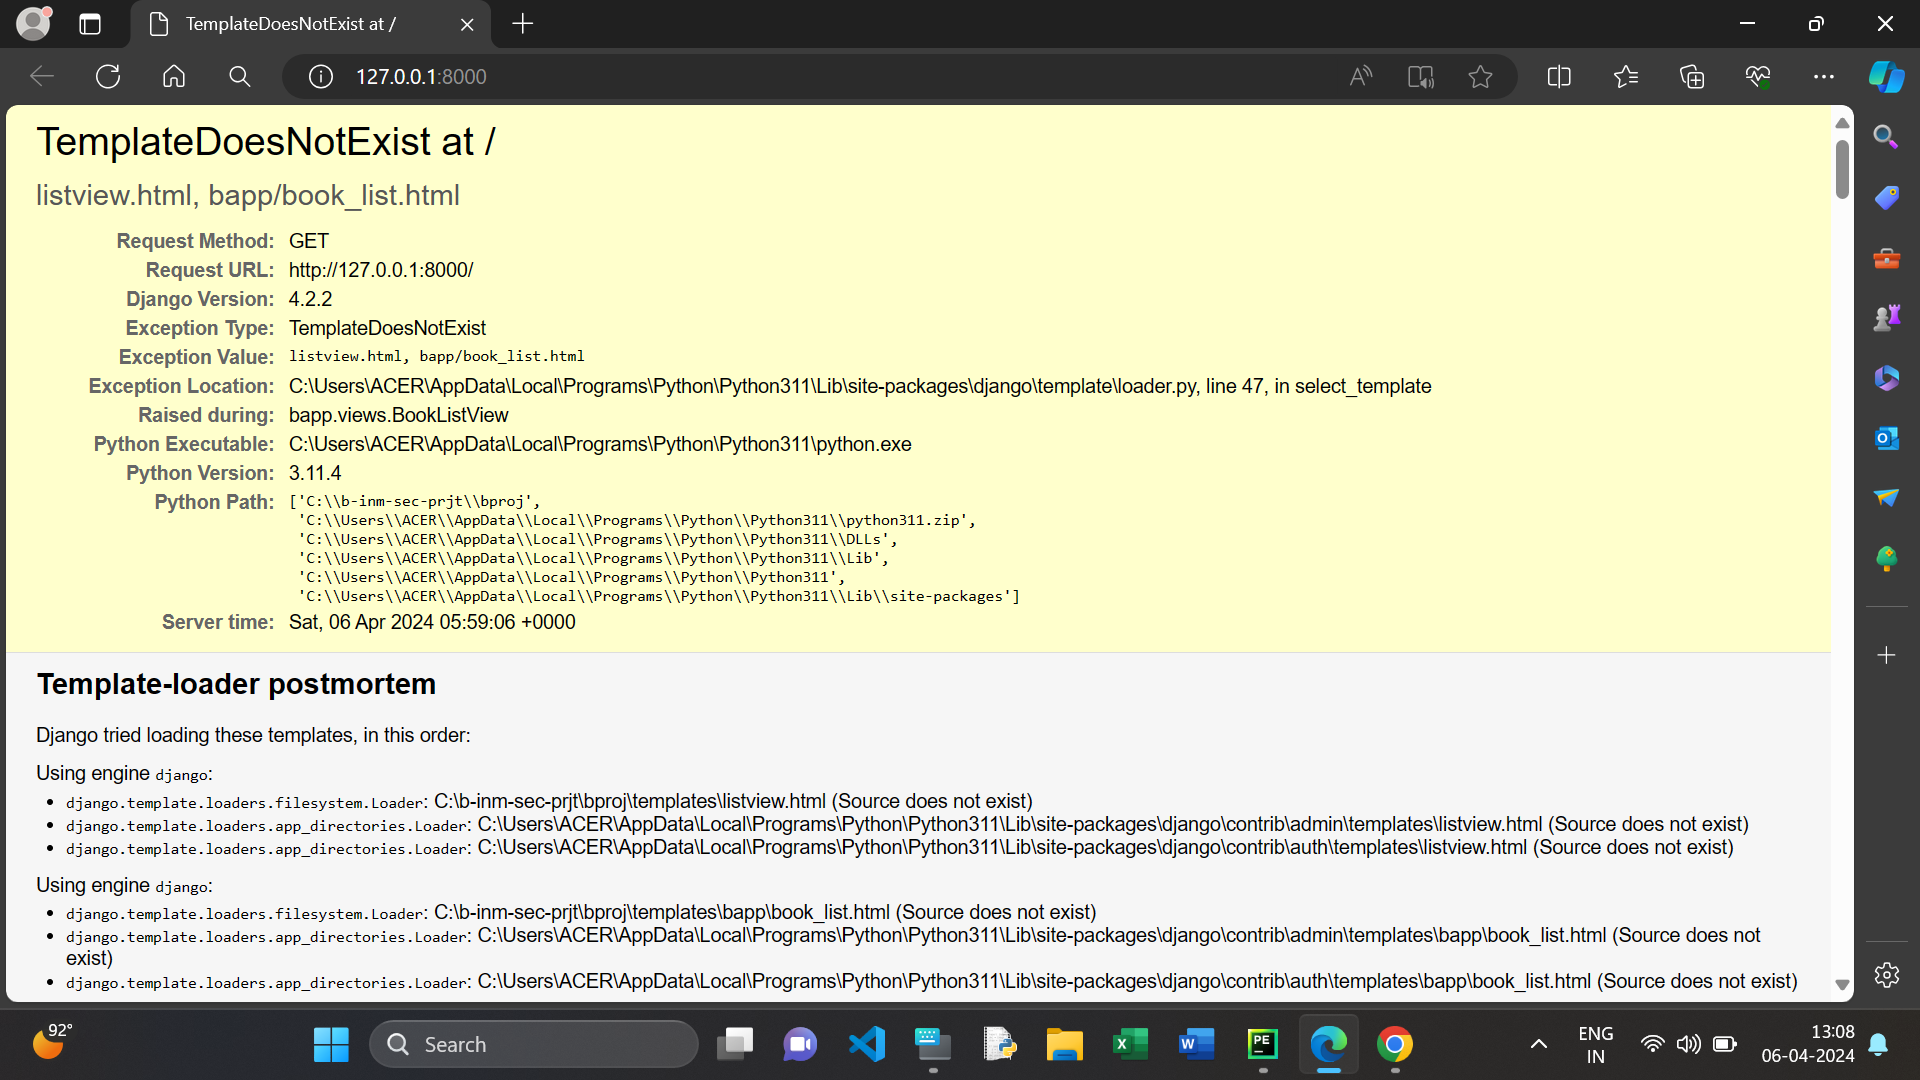 TemplateDoesNotExist at /
127.0.0.1:8000
TemplateDoesNotExist at /
listview.html, bapp/book_list.html
Request Method: GET
Request URL: http://127.0.0.1:8000/
Django Version: 4.2.2
Exception Type: TemplateDoesNotExist
Exception Value: listview.html, bapp/book_list.html
Exception Location: C:\Users\ACER\AppData\Local\Programs\Python\Python311\Lib\site-packages\django\template\loader.py, line 47, in select_template
Raised during: bapp.views.BookListView
Python Executable: C:\Users\ACER\AppData\Local\Programs\Python\Python311\python.exe
Python Version: 3.11.4
Python Path: ['C:\\b-inm-sec-prjt\\bproj',
'C:\\Users\\ACER\\AppData\\Local\\Programs\\Python\\Python311\\python311.zip',
'C:\\Users\\ACER\\AppData\\Local\\Programs\\Python\\Python311\\DLLs',
'C:\\Users\\ACER\\AppData\\Local\\Programs\\Python\\Python311\\Lib',
'C:\\Users\\ACER\\AppData\\Local\\Programs\\Python\\Python311',
'C:\\Users\\ACER\\AppData\\Local\\Programs\\Python\\Python311\\Lib\\site-packages']
Server time: Sat, 06 Apr 2024 05:59:06 +0000
Template-loader postmortem
Django tried loading these templates, in this order:
Using engine django:
• django.template.loaders.filesystem.Loader: C:\b-inm-sec-prjt\bproj\templates\listview.html (Source does not exist)
• django.template.loaders.app_directories.Loader: C:\Users\ACER\AppData\Local\Programs\Python\Python311\Lib\site-packages\django\contrib\admin\templates\listview.html (Source does not exist)
• django.template.loaders.app_directories.Loader: C:\Users\ACER\AppData\Local\Programs\Python\Python311\Lib\site-packages\django\contrib\auth\templates\listview.html (Source does not exist)
Using engine django:
• django.template.loaders.filesystem.Loader: C:\b-inm-sec-prjt\bproj\templates\bapp\book_list.html (Source does not exist)
• django.template.loaders.app_directories.Loader: C:\Users\ACER\AppData\Local\Programs\Python\Python311\Lib\site-packages\django\contrib\admin\templates\bapp\book_list.html (Source does not
exist)
• django.template.loaders.app_directories.Loader: C:\Users\ACER\AppData\Local\Programs\Python\Python311\Lib\site-packages\django\contrib\auth\templates\bapp\book_list.html (Source does not exist)
92°
Search
PE
ENG
IN
13:08
06-04-2024